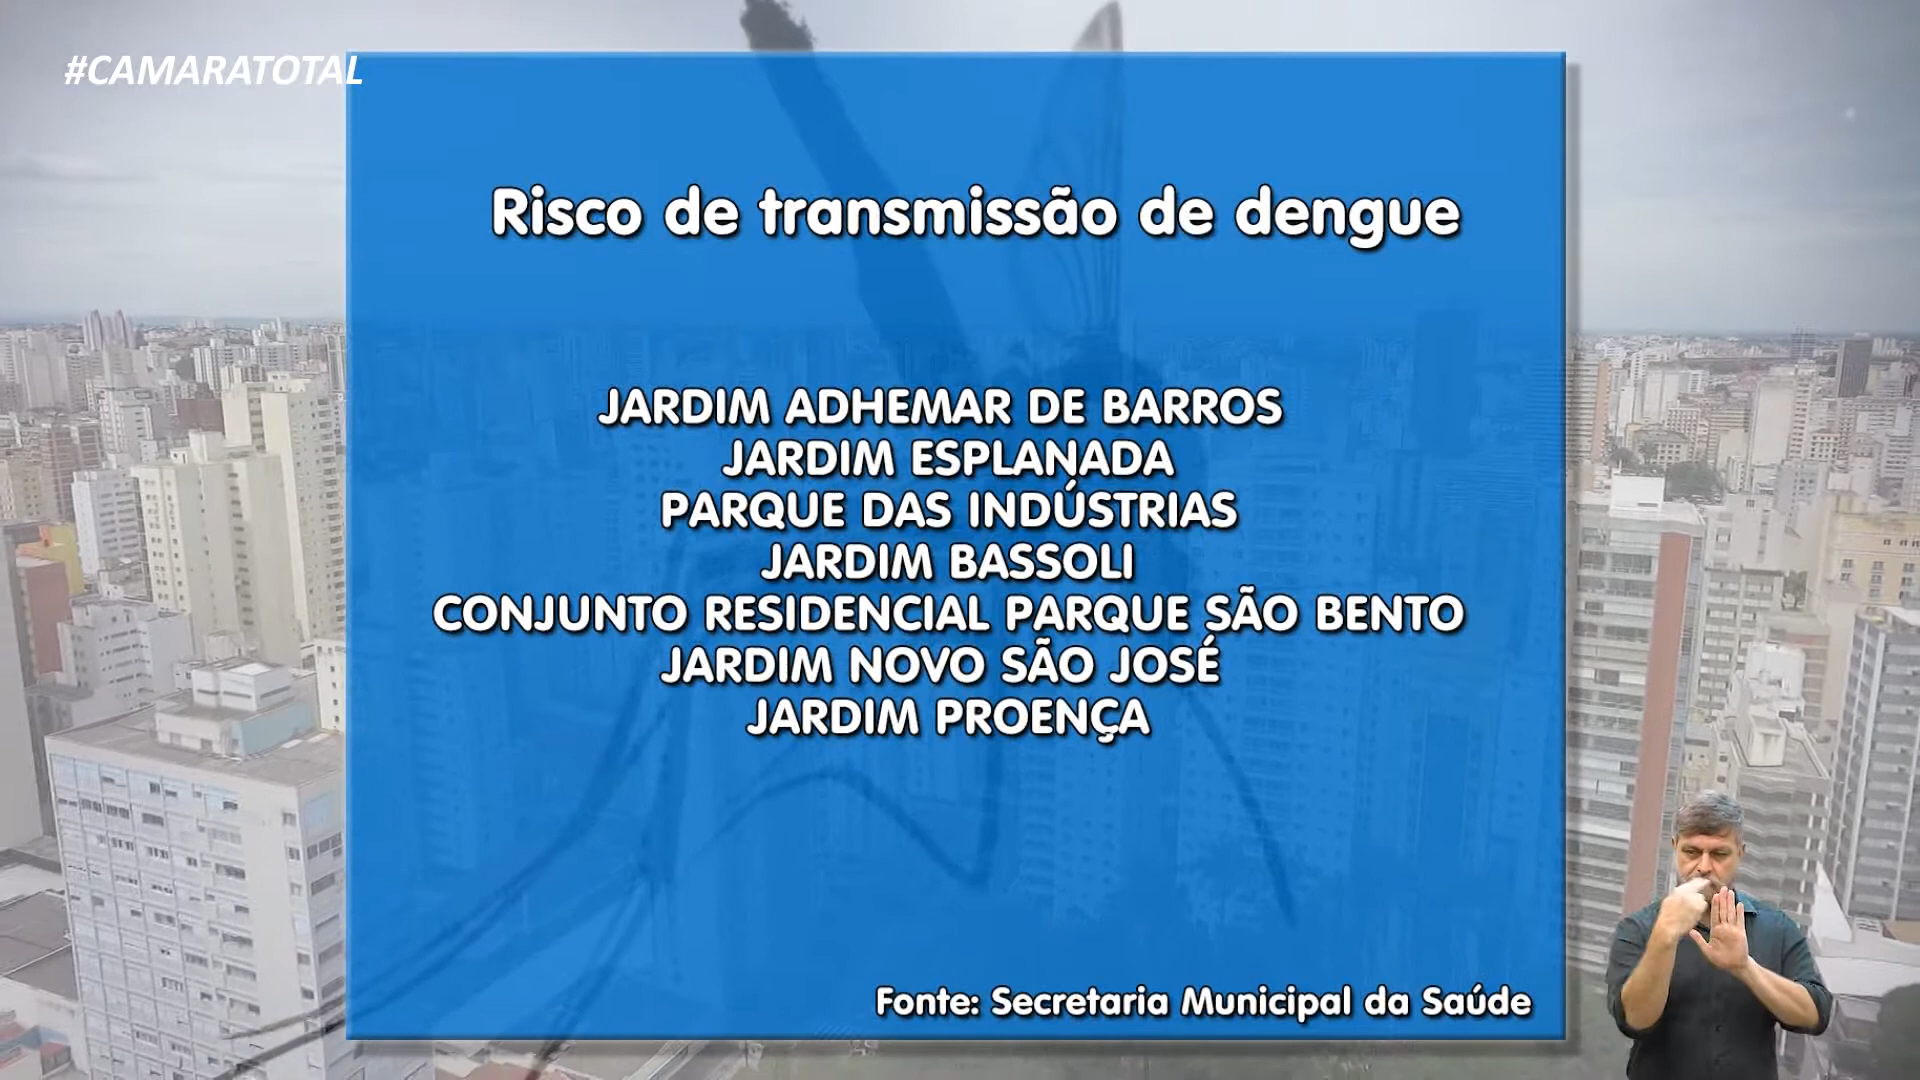 #CAMARATOTAL
Risco de transmissão de dengue
JARDIM ADHEMAR DE BARROS
JARDIM ESPLANADA
PARQUE DAS INDÚSTRIAS
JARDIM BASSOLI
CONJUNTO RESIDENCIAL PARQUE SÃO BENTO
JARDIM NOVO SÃO JOSÉ
JARDIM PROENÇA
Fonte: Secretaria Municipal da Saúde